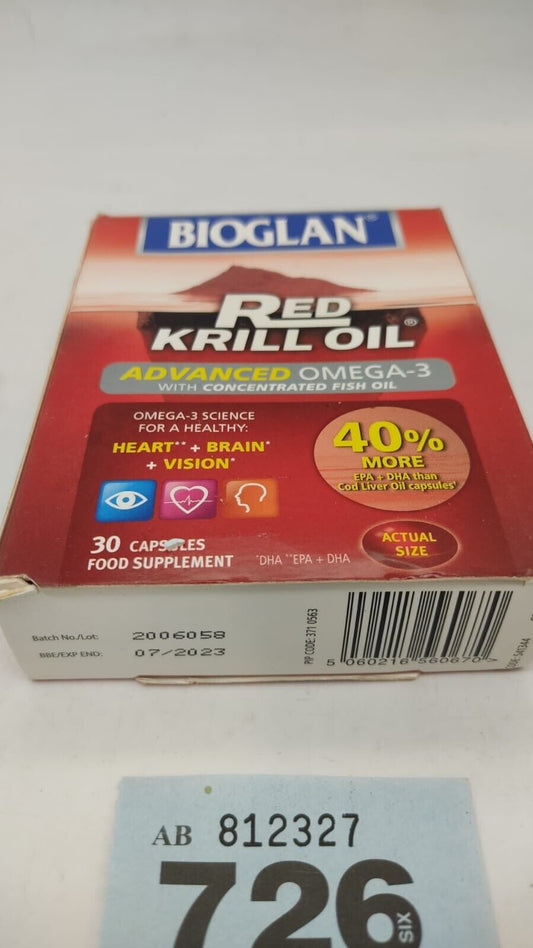 BIOGLAN®
RED
KRILL OIL®
ADVANCED OMEGA-3
WITH CONCENTRATED FISH OIL
OMEGA-3 SCIENCE
FOR A HEALTHY:
HEART** + BRAIN*
+ VISION*
40%
MORE
EPA + DHA than
Cod Liver Oil capsules†
30 CAPSULES
FOOD SUPPLEMENT
*DHA **EPA + DHA
ACTUAL
SIZE
Batch No./Lot: 2006058
BBE/EXP END: 07/2023
PIP CODE: 371 0563
5 060216 560670 >
AB 812327
726
SIX